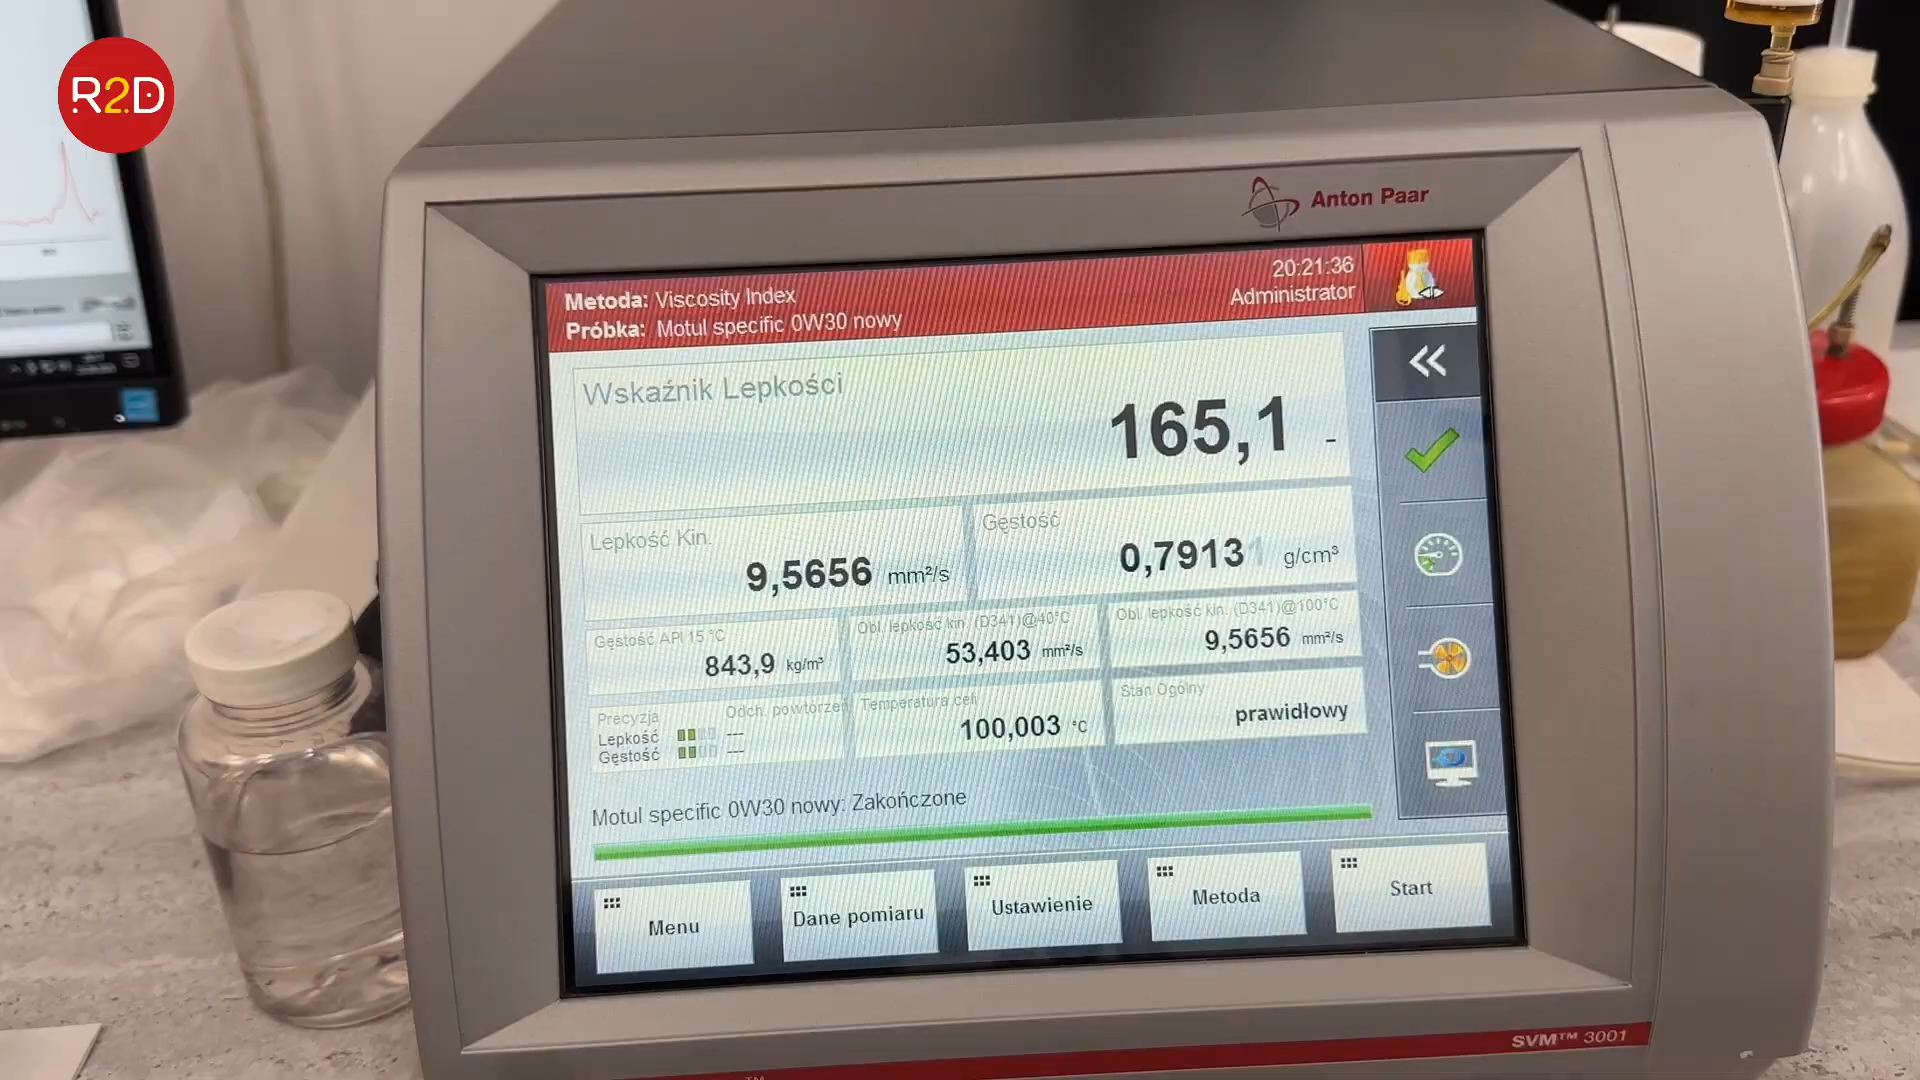 R2D
Anton Paar
Metoda: Viscosity Index
Próbka: Motul specific 0W30 nowy
20:21:36
Administrator
Wskaźnik Lepkości
165,1 -
Lepkość Kin.
9,5656 mm²/s
Gęstość
0,79131 g/cm³
Gęstość API 15 °C
843,9 kg/m³
Obl. lepkość kin. (D341)@40°C
53,403 mm²/s
Obl. lepkość kin. (D341)@100°C
9,5656 mm²/s
Precyzja
Odch. powtórzeń
Lepkość ---
Gęstość ---
Temperatura celi
100,003 °C
Stan Ogólny
prawidłowy
Motul specific 0W30 nowy: Zakończone
Menu
Dane pomiaru
Ustawienie
Metoda
Start
SVM™ 3001